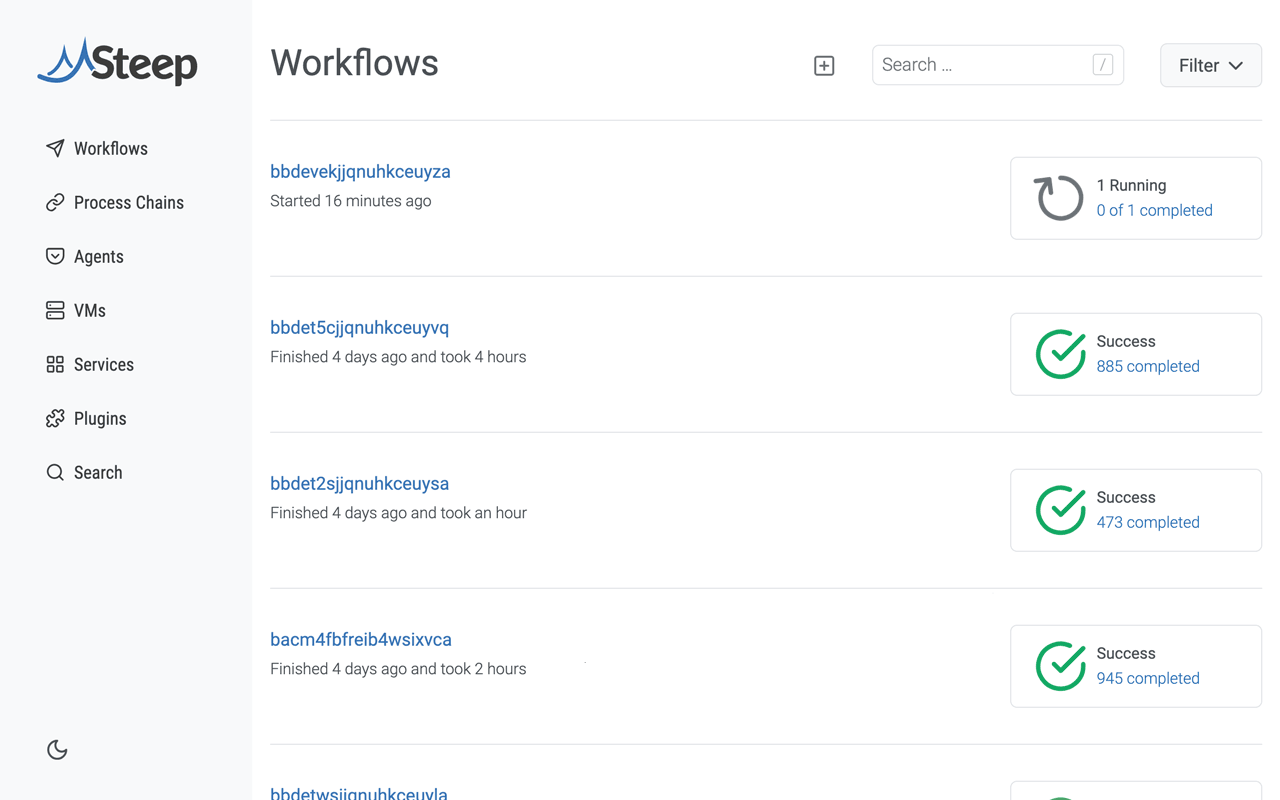 Steep
Workflows
Process Chains
Agents
VMs
Services
Plugins
Search
Workflows
Search ...
/
Filter
bbdevekjjqnuhkceuyza
Started 16 minutes ago
1 Running
0 of 1 completed
bbdet5cjjqnuhkceuyvq
Finished 4 days ago and took 4 hours
Success
885 completed
bbdet2sjjqnuhkceuysa
Finished 4 days ago and took an hour
Success
473 completed
bacm4fbfreib4wsixvca
Finished 4 days ago and took 2 hours
Success
945 completed